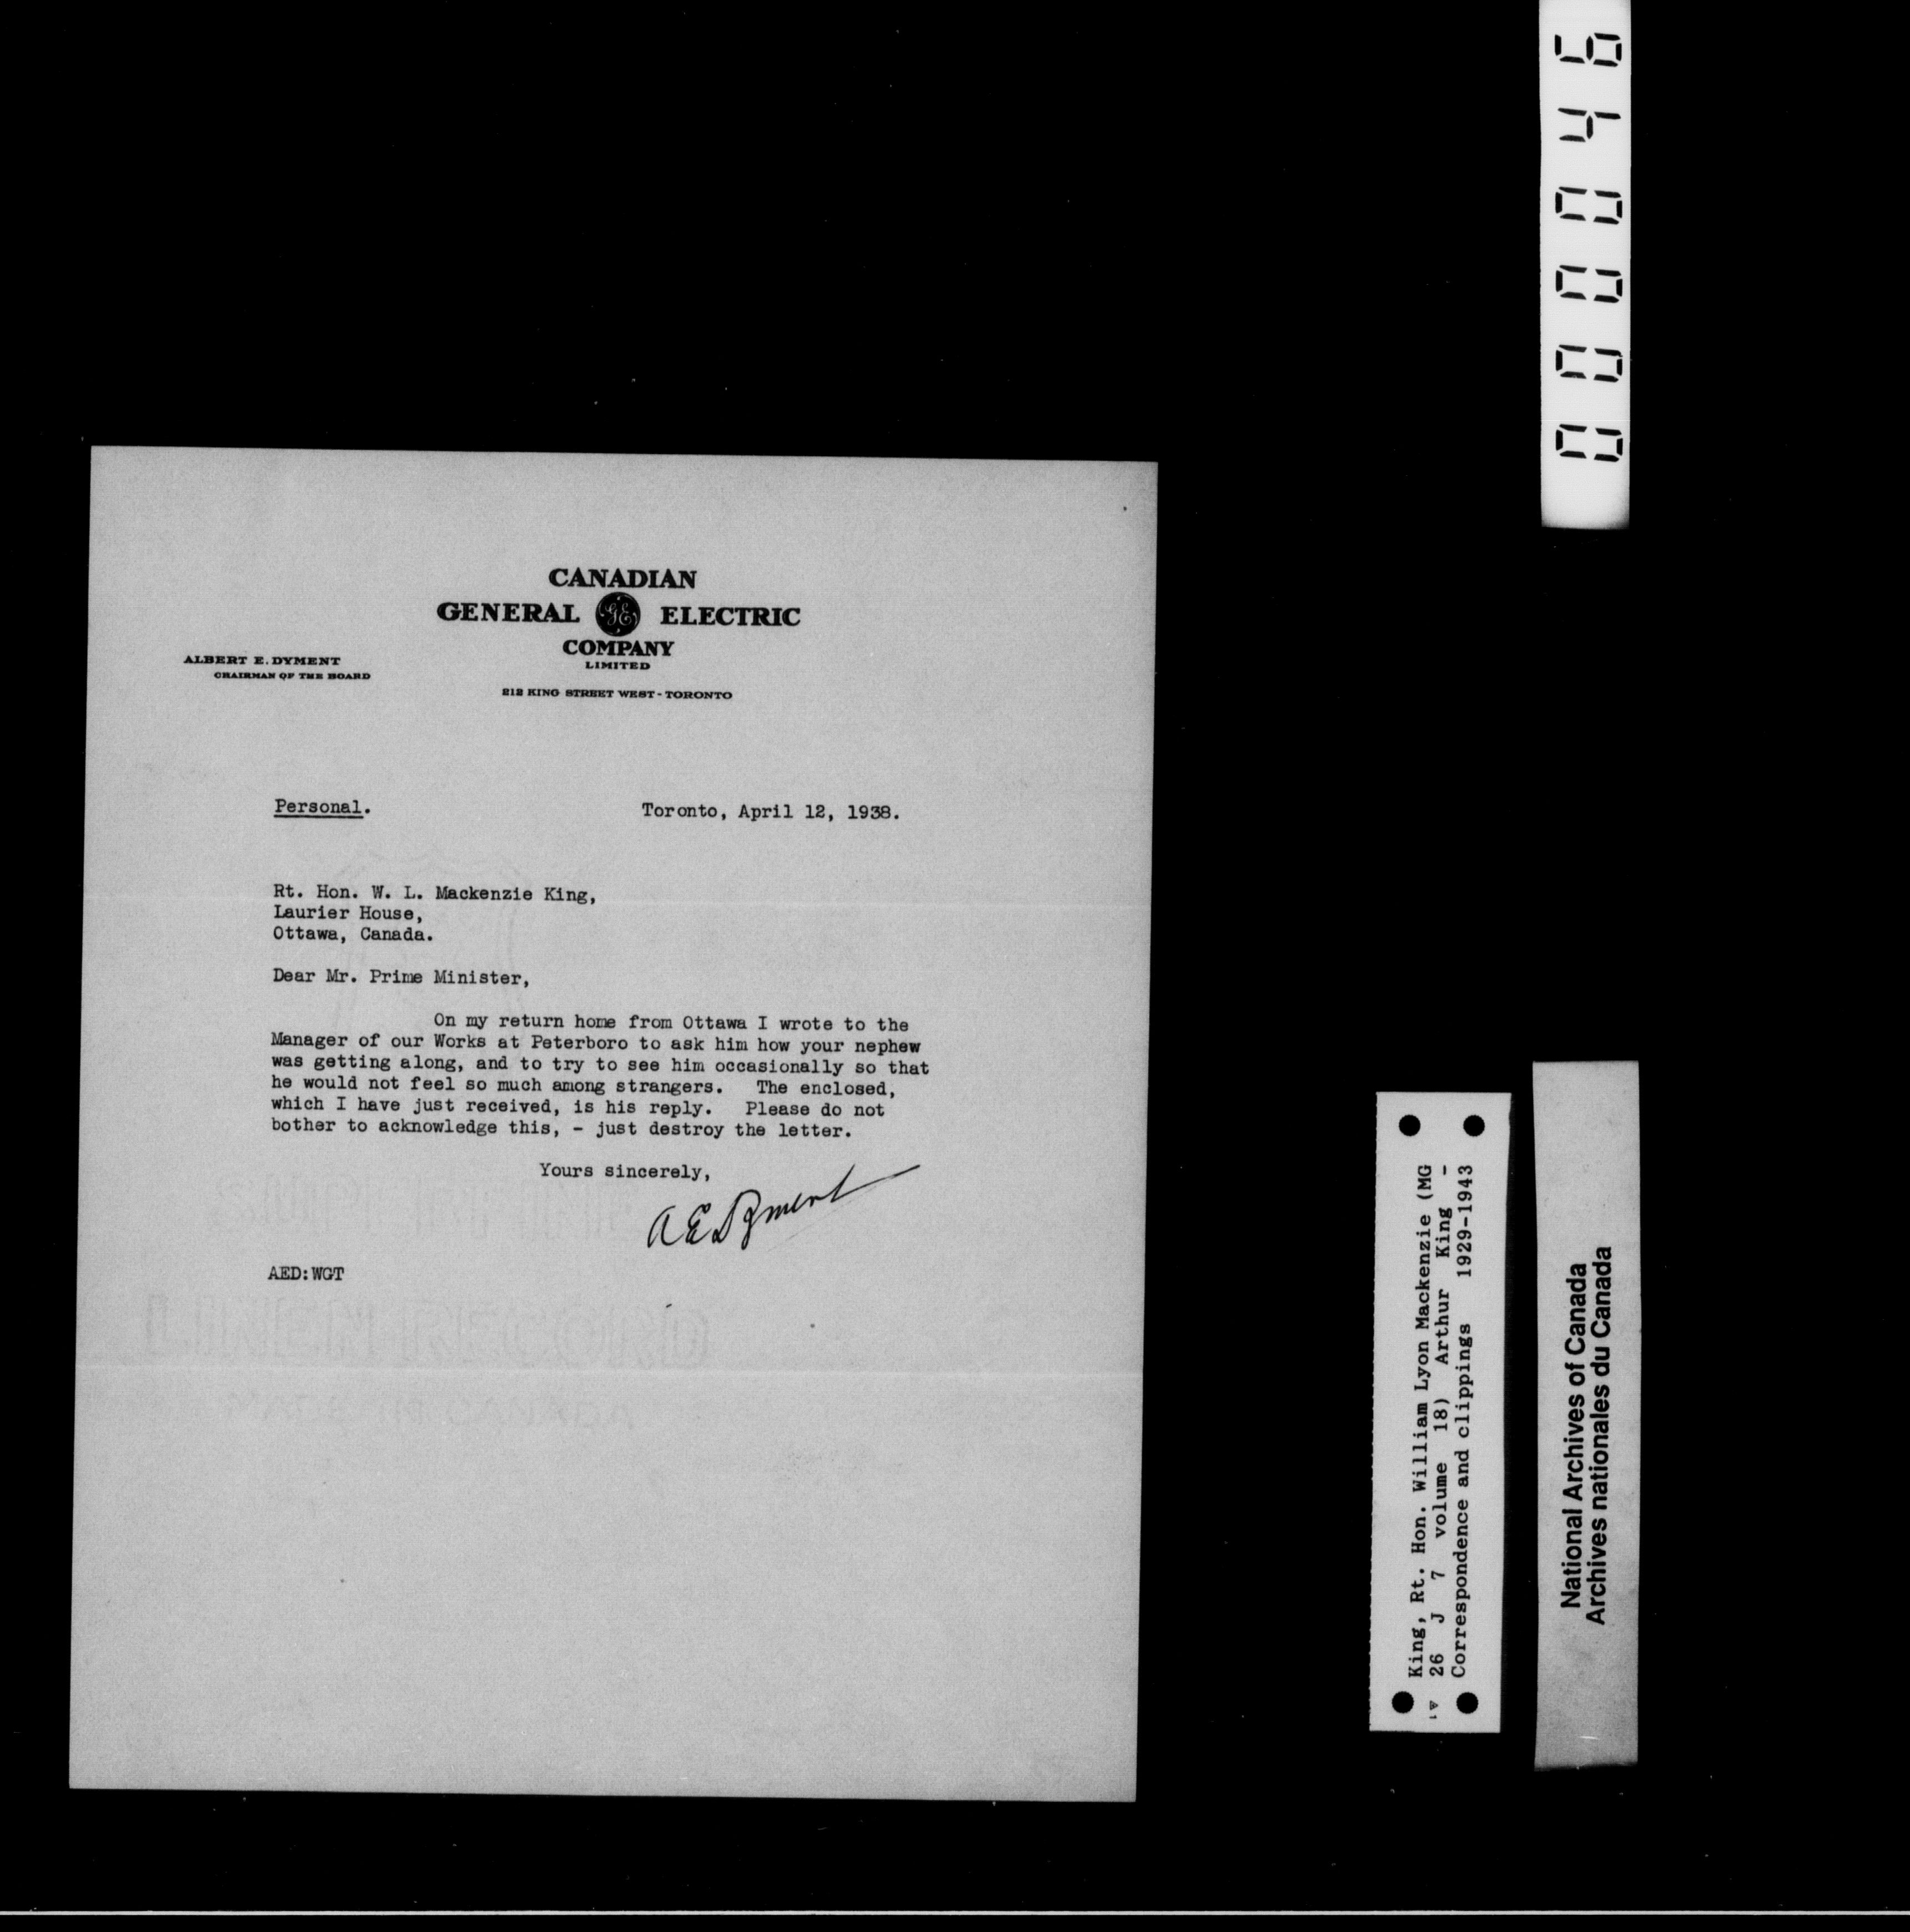 CANADIAN
GENERAL GE ELECTRIC
COMPANY
LIMITED
212 KING STREET WEST - TORONTO
ALBERT E. DYMENT
CHAIRMAN OF THE BOARD
Personal. Toronto, April 12, 1938.
Rt. Hon. W. L. Mackenzie King,
Laurier House,
Ottawa, Canada.
Dear Mr. Prime Minister,
On my return home from Ottawa I wrote to the
Manager of our Works at Peterboro to ask him how your nephew
was getting along, and to try to see him occasionally so that
he would not feel so much among strangers. The enclosed,
which I have just received, is his reply. Please do not
bother to acknowledge this, - just destroy the letter.
Yours sincerely,
A E Dyment
AED:WGT
000046
King, Rt. Hon. William Lyon Mackenzie (MG
26 J 7 volume 18) Arthur King -
Correspondence and clippings 1929-1943
National Archives of Canada
Archives nationales du Canada